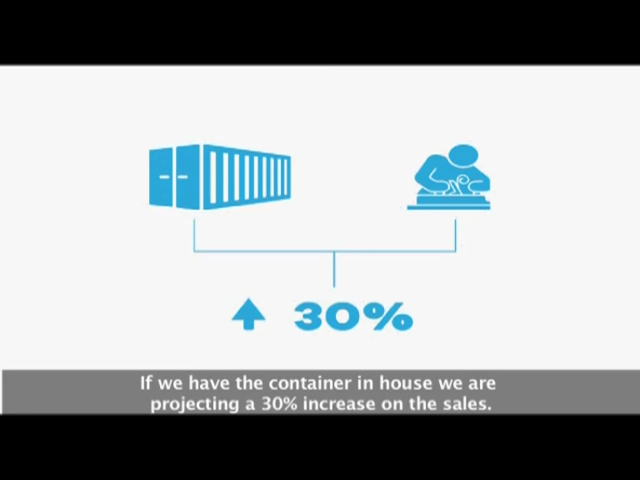 30%
If we have the container in house we are
projecting a 30% increase on the sales.